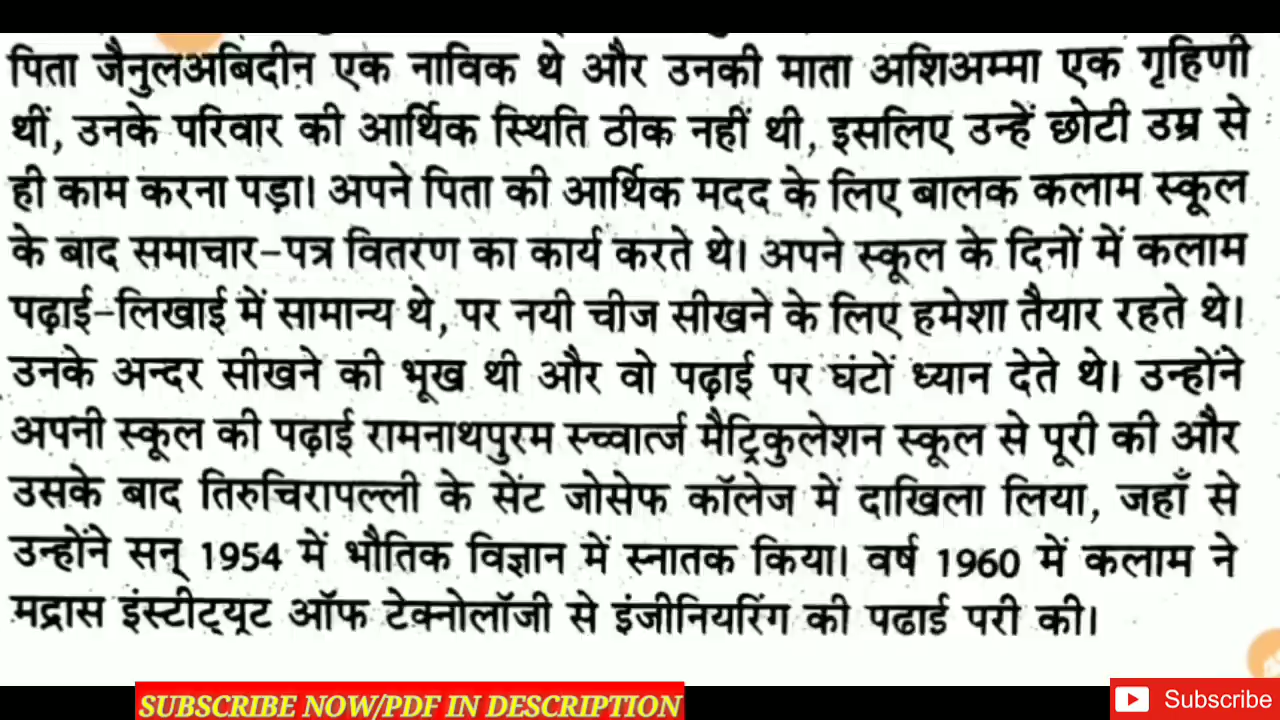 पिता जैनुलअबिदीन एक नाविक थे और उनकी माता अशिअम्मा एक गृहिणी
थीं, उनके परिवार की आर्थिक स्थिति ठीक नहीं थी, इसलिए उन्हें छोटी उम्र से
ही काम करना पड़ा। अपने पिता की आर्थिक मदद के लिए बालक कलाम स्कूल
के बाद समाचार-पत्र वितरण का कार्य करते थे। अपने स्कूल के दिनों में कलाम
पढ़ाई-लिखाई में सामान्य थे, पर नयी चीज सीखने के लिए हमेशा तैयार रहते थे।
उनके अन्दर सीखने की भूख थी और वो पढ़ाई पर घंटों ध्यान देते थे। उन्होंने
अपनी स्कूल की पढ़ाई रामनाथपुरम स्च्वार्त्ज मैट्रिकुलेशन स्कूल से पूरी की और
उसके बाद तिरुचिरापल्ली के सेंट जोसेफ कॉलेज में दाखिला लिया, जहाँ से
उन्होंने सन् 1954 में भौतिक विज्ञान में स्नातक किया। वर्ष 1960 में कलाम ने
मद्रास इंस्टीट्यूट ऑफ टेक्नोलॉजी से इंजीनियरिंग की पढाई परी की।
SUBSCRIBE NOW/PDF IN DESCRIPTION
Subscribe